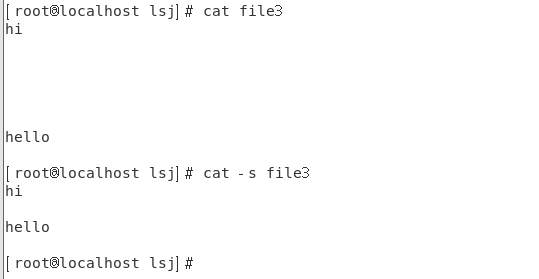 [root@localhost lsj]# cat file3
hi
hello
[root@localhost lsj]# cat -s file3
hi
hello
[root@localhost lsj]#